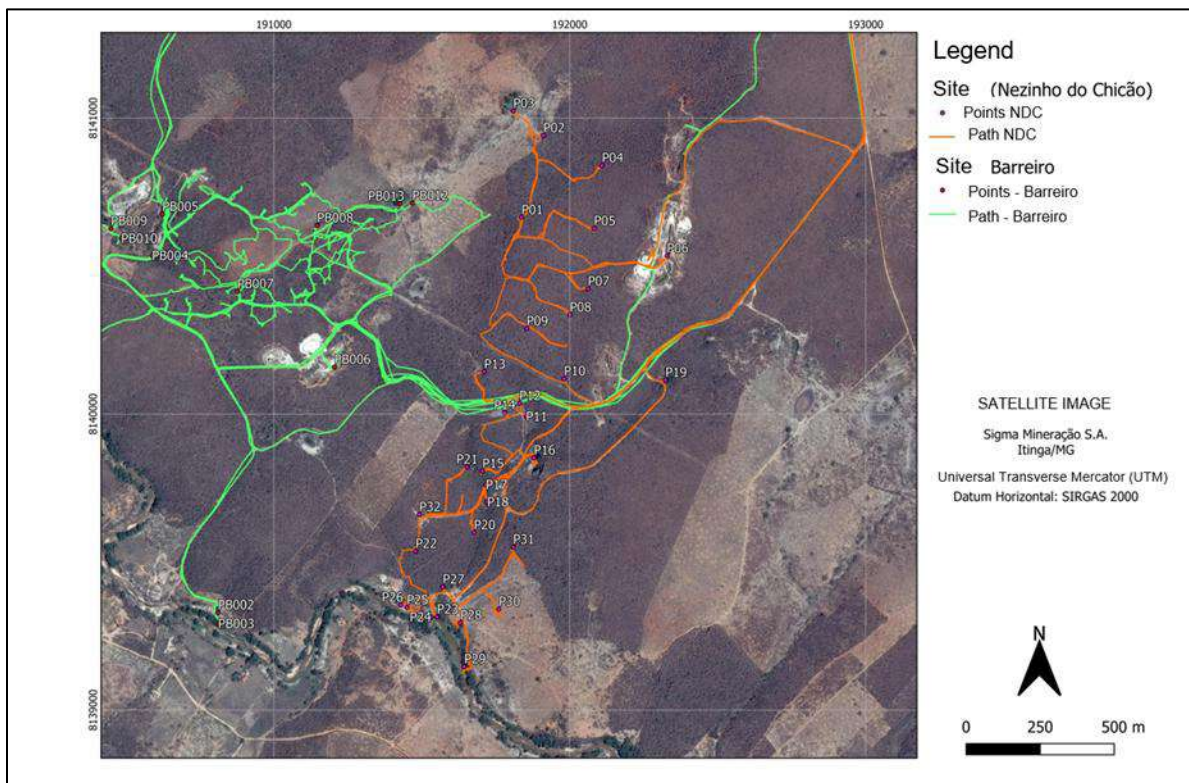 191000
192000
193000
8141000
8140000
8139000
P03
P02
P04
PB013
PB012
PB005
PB009
PB008
P01
P05
PB010
PB004
P06
PB007
P07
P08
P09
PB006
P13
P10
P19
P12
P14
P11
P16
P21
P15
P17
P18
P32
P20
P22
P31
P27
P26
P25
P24
P23
P28
P30
PB002
PB003
P29
Legend
Site (Nezinho do Chicão)
Points NDC
Path NDC
Site Barreiro
Points - Barreiro
Path - Barreiro
SATELLITE IMAGE
Sigma Mineração S.A.
Itinga/MG
Universal Transverse Mercator (UTM)
Datum Horizontal: SIRGAS 2000
N
0 250 500 m